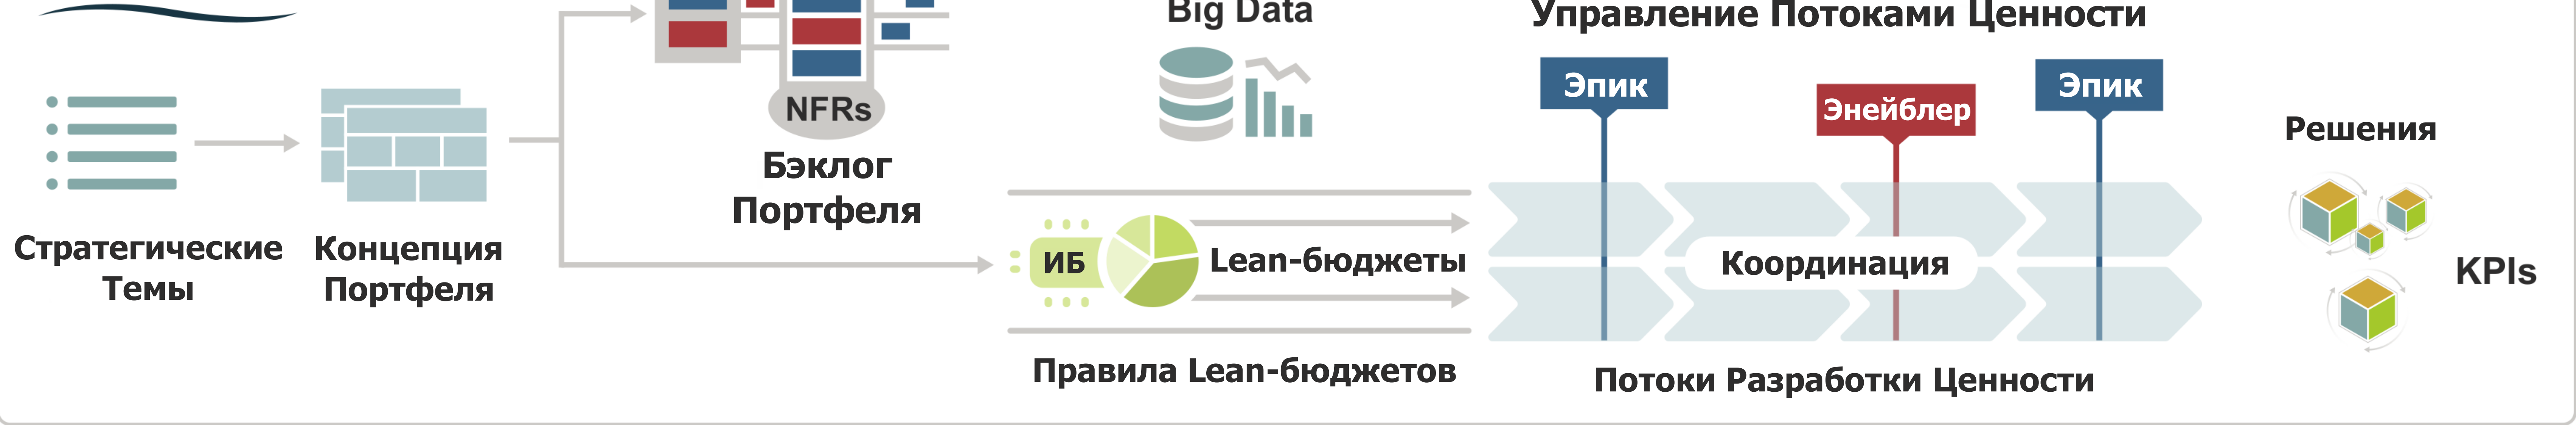 Big Data
Управление Потоками Ценности
Эпик
Энейблер
Эпик
NFRs
Бэклог
Портфеля
Решения
Стратегические
Темы
Концепция
Портфеля
ИБ
Lean-бюджеты
Координация
KPIs
Правила Lean-бюджетов
Потоки Разработки Ценности